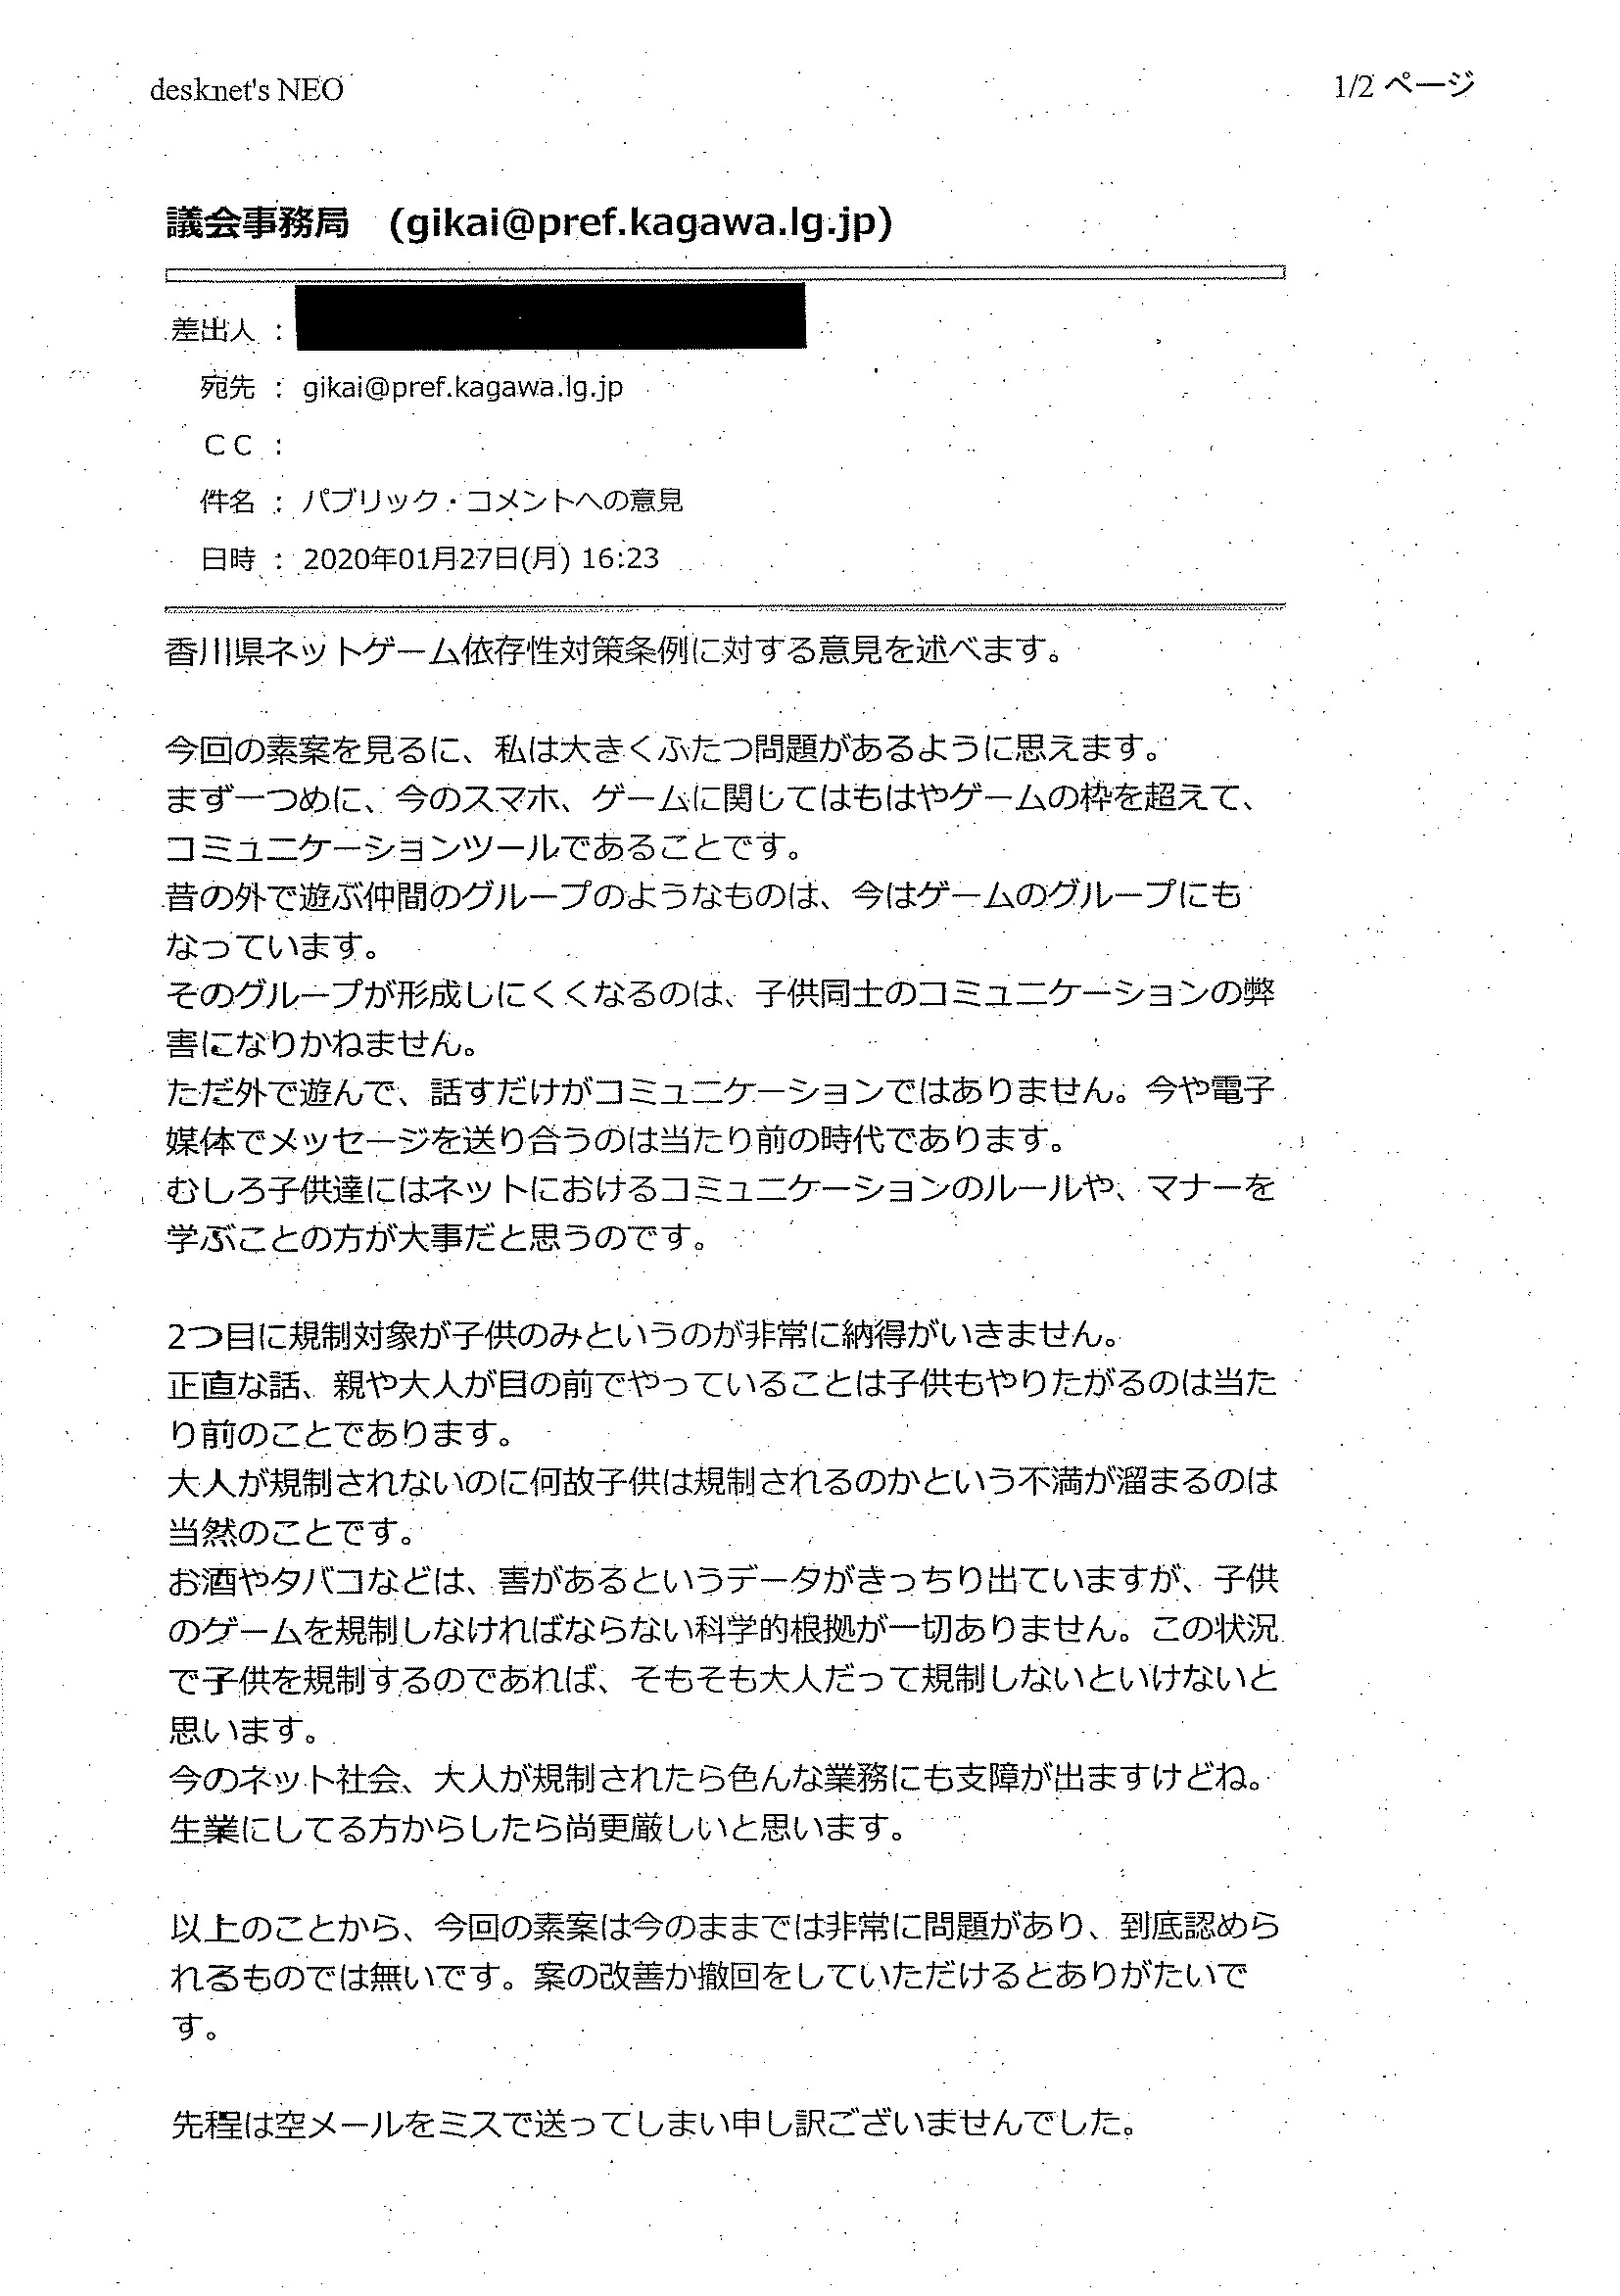 desknet's NEO
1/2 ページ
議会事務局 (gikai@pref.kagawa.lg.jp)
差出人 :
宛先 : gikai@pref.kagawa.lg.jp
ＣＣ :
件名 : パブリック・コメントへの意見
日時 : 2020年01月27日(月) 16:23
香川県ネットゲーム依存性対策条例に対する意見を述べます。
今回の素案を見るに、私は大きくふたつ問題があるように思えます。
まず一つめに、今のスマホ、ゲームに関してはもはやゲームの枠を超えて、
コミュニケーションツールであることです。
昔の外で遊ぶ仲間のグループのようなものは、今はゲームのグループにも
なっています。
そのグループが形成しにくくなるのは、子供同士のコミュニケーションの弊
害になりかねません。
ただ外で遊んで、話すだけがコミュニケーションではありません。今や電子
媒体でメッセージを送り合うのは当たり前の時代であります。
むしろ子供達にはネットにおけるコミュニケーションのルールや、マナーを
学ぶことの方が大事だと思うのです。
2つ目に規制対象が子供のみというのが非常に納得がいきません。
正直な話、親や大人が目の前でやっていることは子供もやりたがるのは当た
り前のことであります。
大人が規制されないのに何故子供は規制されるのかという不満が溜まるのは
当然のことです。
お酒やタバコなどは、害があるというデータがきっちり出ていますが、子供
のゲームを規制しなければならない科学的根拠が一切ありません。この状況
で子供を規制するのであれば、そもそも大人だって規制しないといけないと
思います。
今のネット社会、大人が規制されたら色んな業務にも支障が出ますけどね。
生業にしてる方からしたら尚更厳しいと思います。
以上のことから、今回の素案は今のままでは非常に問題があり、到底認めら
れるものでは無いです。案の改善か撤回をしていただけるとありがたいで
す。
先程は空メールをミスで送ってしまい申し訳ございませんでした。